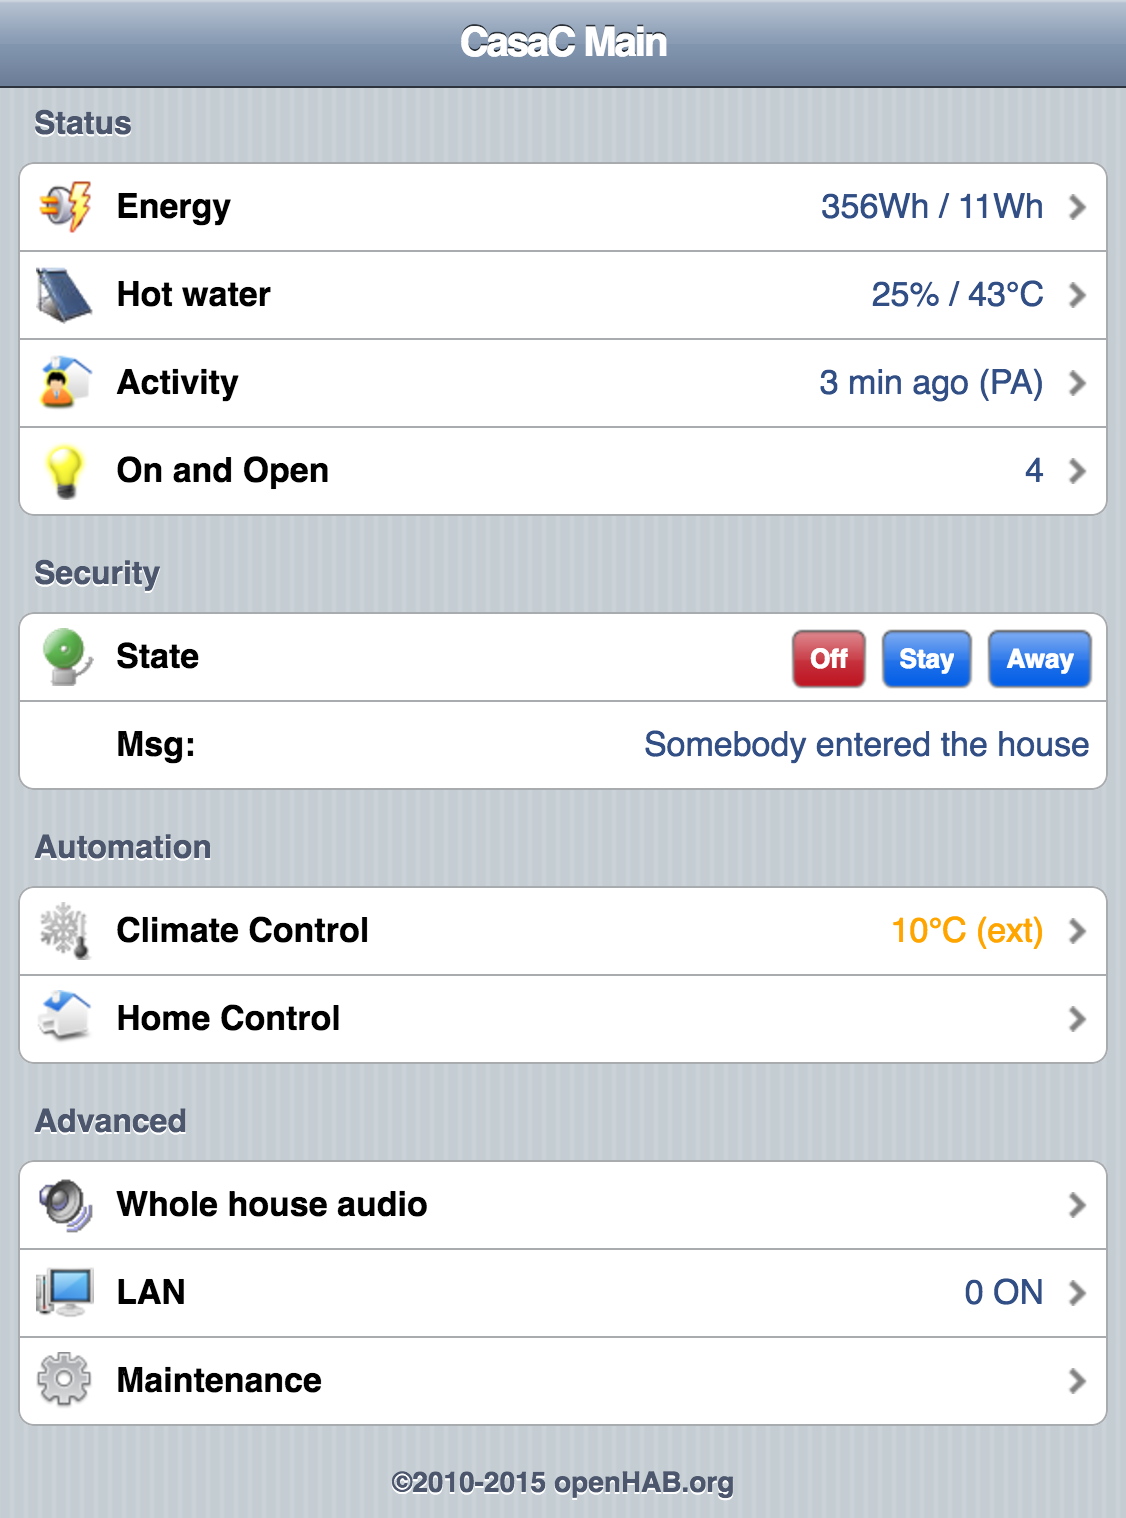 CasaC Main
Status
Energy 356Wh / 11Wh
Hot water 25% / 43°C
Activity 3 min ago (PA)
On and Open 4
Security
State Off Stay Away
Msg: Somebody entered the house
Automation
Climate Control 10°C (ext)
Home Control
Advanced
Whole house audio
LAN 0 ON
Maintenance
©2010-2015 openHAB.org